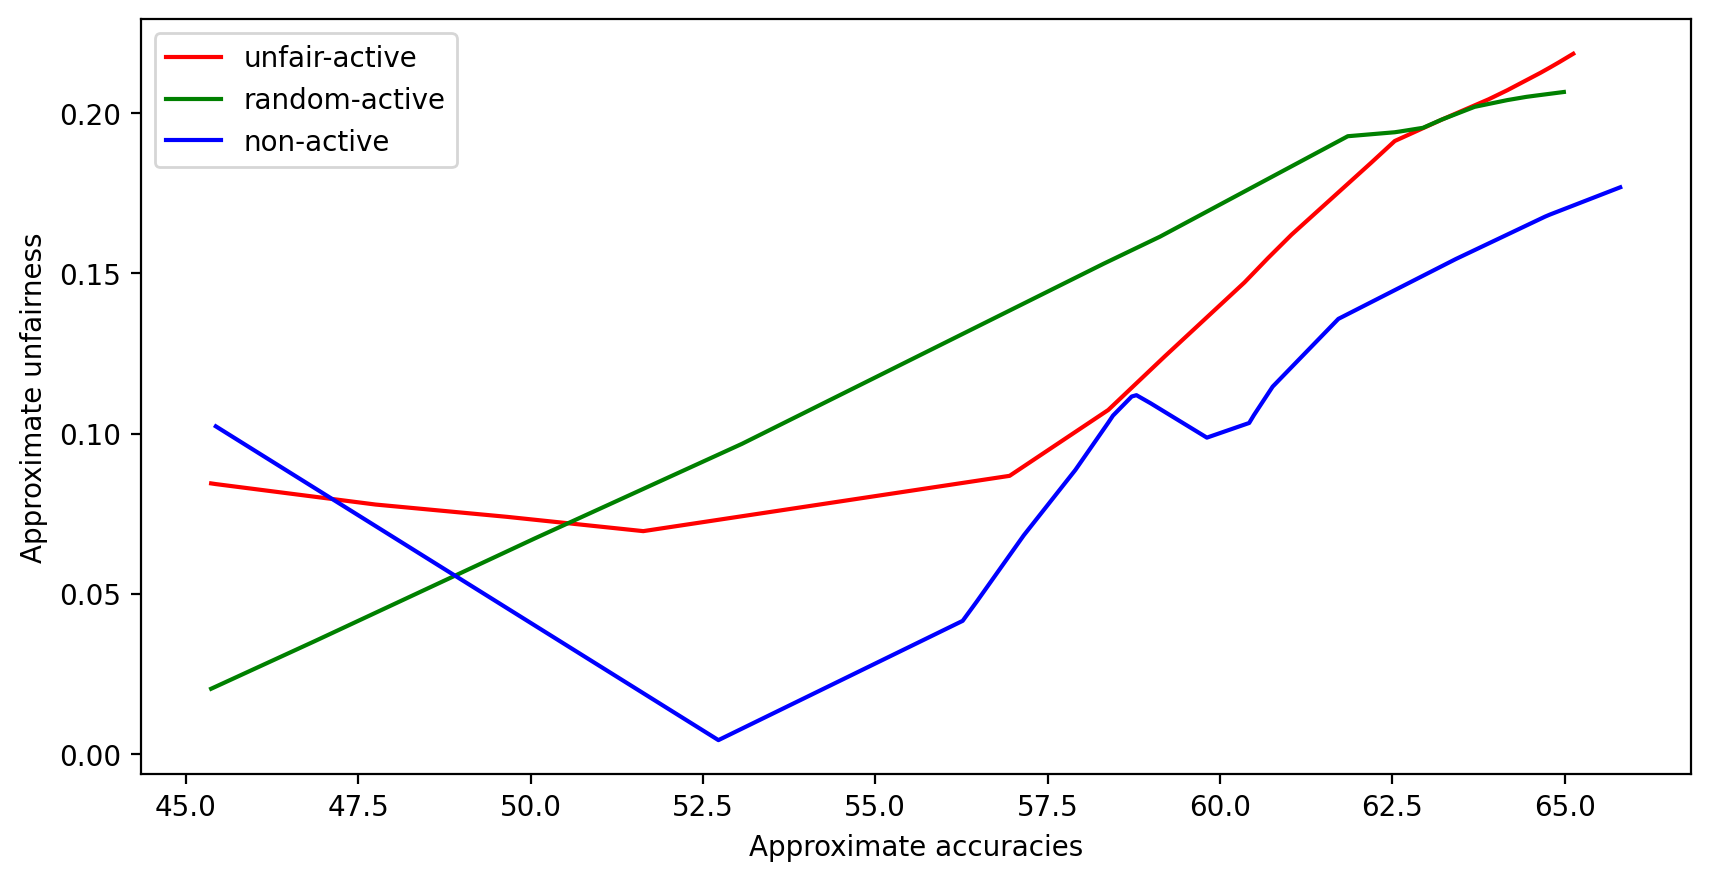 unfair-active
random-active
non-active
Approximate unfairness
0.20
0.15
0.10
0.05
0.00
45.0 47.5 50.0 52.5 55.0 57.5 60.0 62.5 65.0
Approximate accuracies